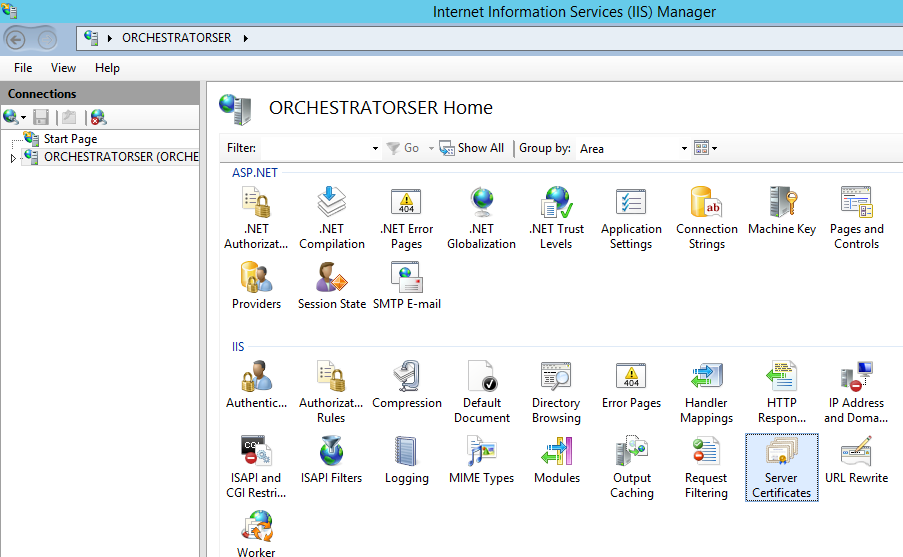 Internet Information Services (IIS) Manager
ORCHESTRATORSER
File View Help
Connections
ORCHESTRATORSER Home
Start Page
ORCHESTRATORSER (ORCHE
Filter: Go Show All Group by: Area
ASP.NET
.NET Authorizat...
.NET Compilation
404
.NET Error Pages
.NET Globalization
.NET Trust Levels
Application Settings
ab
Connection Strings
Machine Key
Pages and Controls
Providers
Session State
SMTP E-mail
IIS
Authentic...
Authorizat... Rules
Compression
Default Document
Directory Browsing
404
Error Pages
Handler Mappings
HTTP Respon...
IP Address and Doma...
CGI
ISAPI and CGI Restri...
ISAPI Filters
Logging
MIME Types
Modules
Output Caching
Request Filtering
Server Certificates
URL Rewrite
Worker